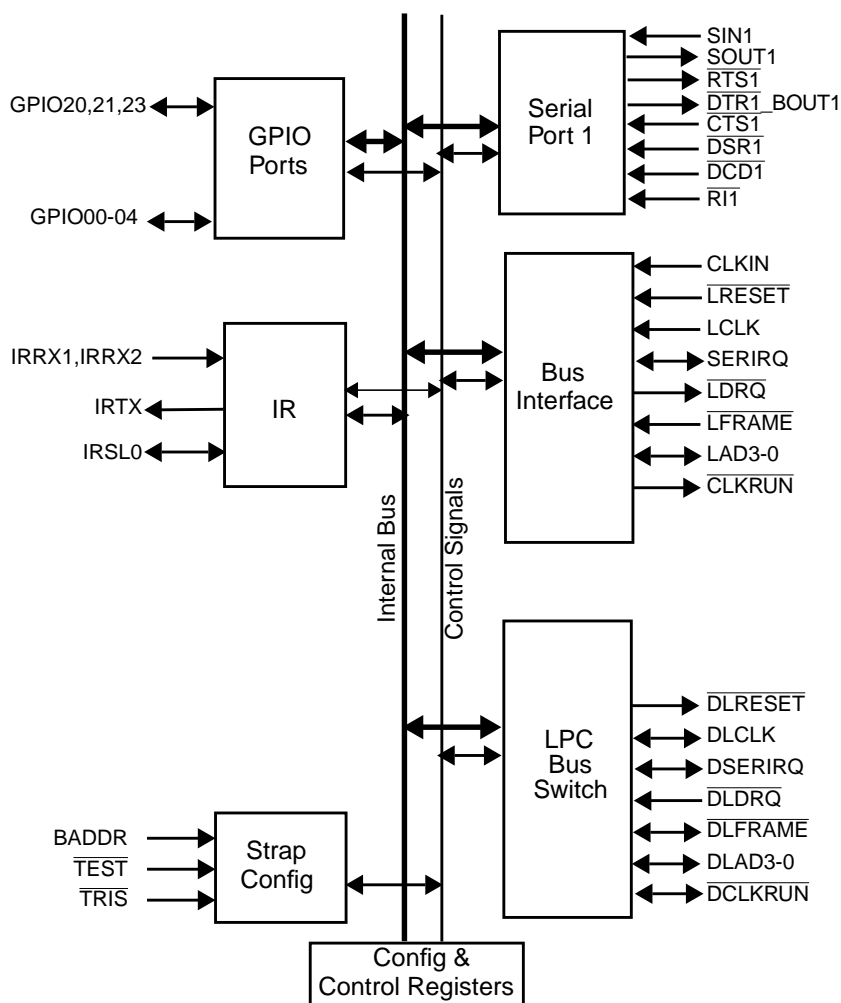 SIN1
SOUT1
RTS1
DTR1_BOUT1
CTS1
DSR1
DCD1
RI1
Serial
Port 1
GPIO20,21,23
GPIO
Ports
GPIO00-04
CLKIN
LRESET
LCLK
SERIRQ
LDRQ
LFRAME
LAD3-0
CLKRUN
Bus
Interface
IRRX1,IRRX2
IRTX
IRSL0
IR
Internal Bus
Control Signals
DLRESET
DLCLK
DSERIRQ
DLDRQ
DLFRAME
DLAD3-0
DCLKRUN
LPC
Bus
Switch
BADDR
TEST
TRIS
Strap
Config
Config &
Control Registers